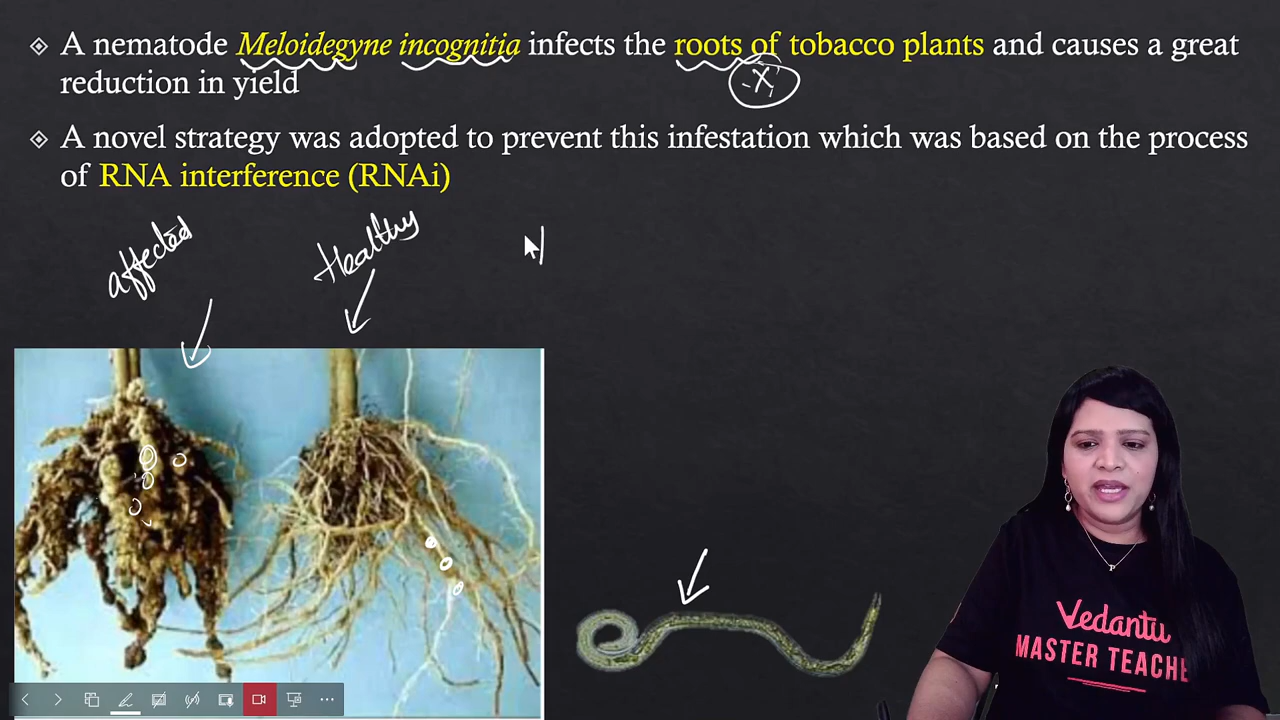 A nematode Meloidegyne incognitia infects the roots of tobacco plants and causes a great
reduction in yield
A novel strategy was adopted to prevent this infestation which was based on the process
of RNA interference (RNAi)
affected
Healthy
Vedantu
MASTER TEACHE
P